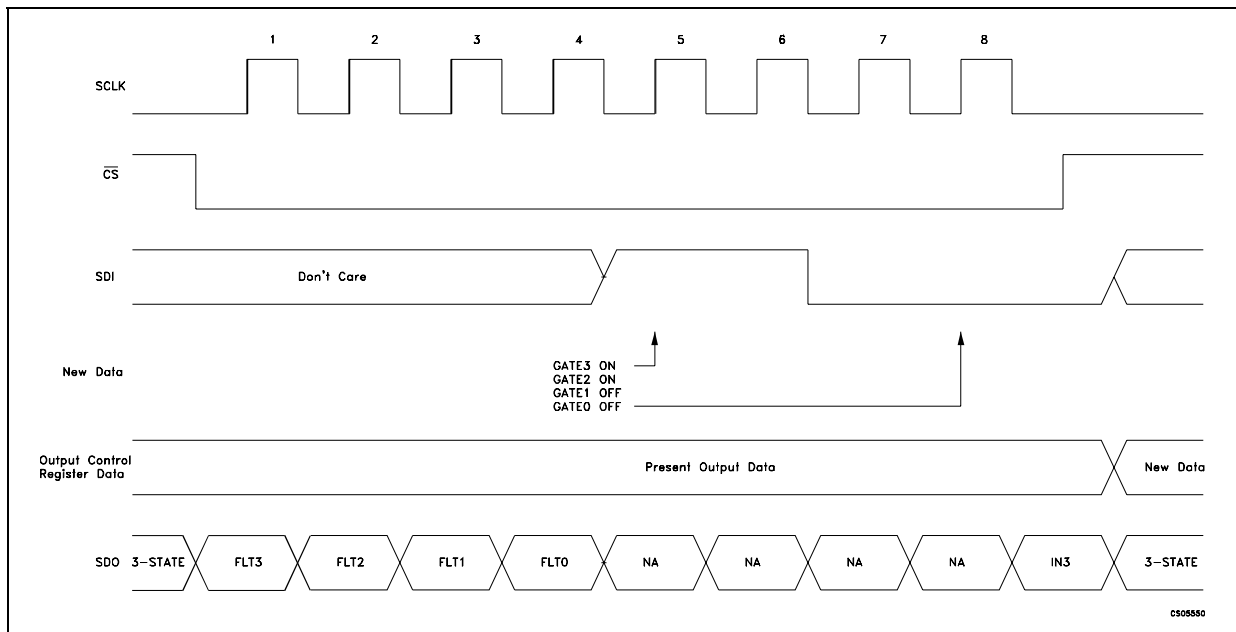 1 2 3 4 5 6 7 8
SCLK
CS
SDI
Don't Care
New Data
GATE3 ON
GATE2 ON
GATE1 OFF
GATE0 OFF
Output Control
Register Data
Present Output Data
New Data
SDO 3-STATE FLT3 FLT2 FLT1 FLT0 NA NA NA NA IN3 3-STATE
CS05550